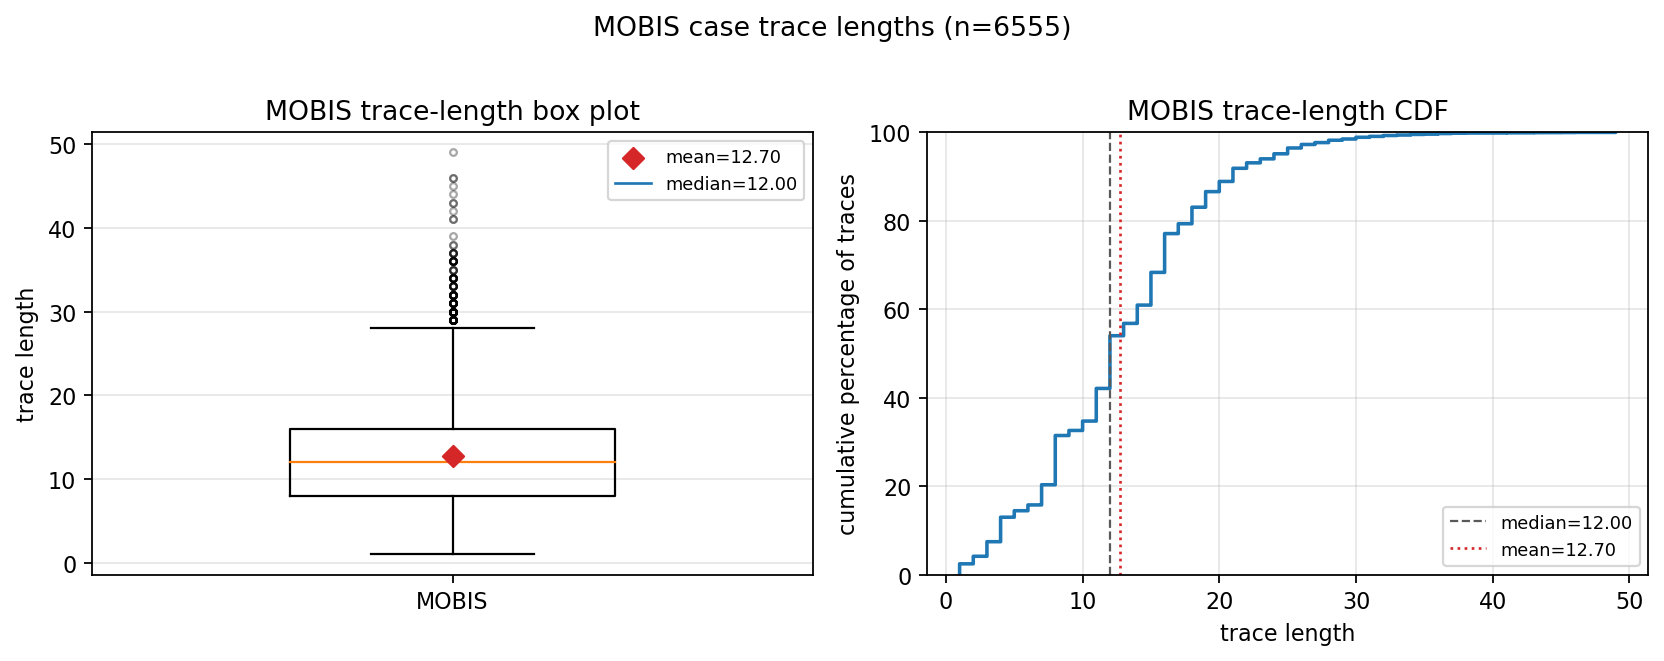 MOBIS case trace lengths (n=6555)
MOBIS trace-length box plot
50
40
30
20
10
0
trace length
MOBIS
mean=12.70
median=12.00
MOBIS trace-length CDF
100
80
60
40
20
0
cumulative percentage of traces
0 10 20 30 40 50
trace length
median=12.00
mean=12.70